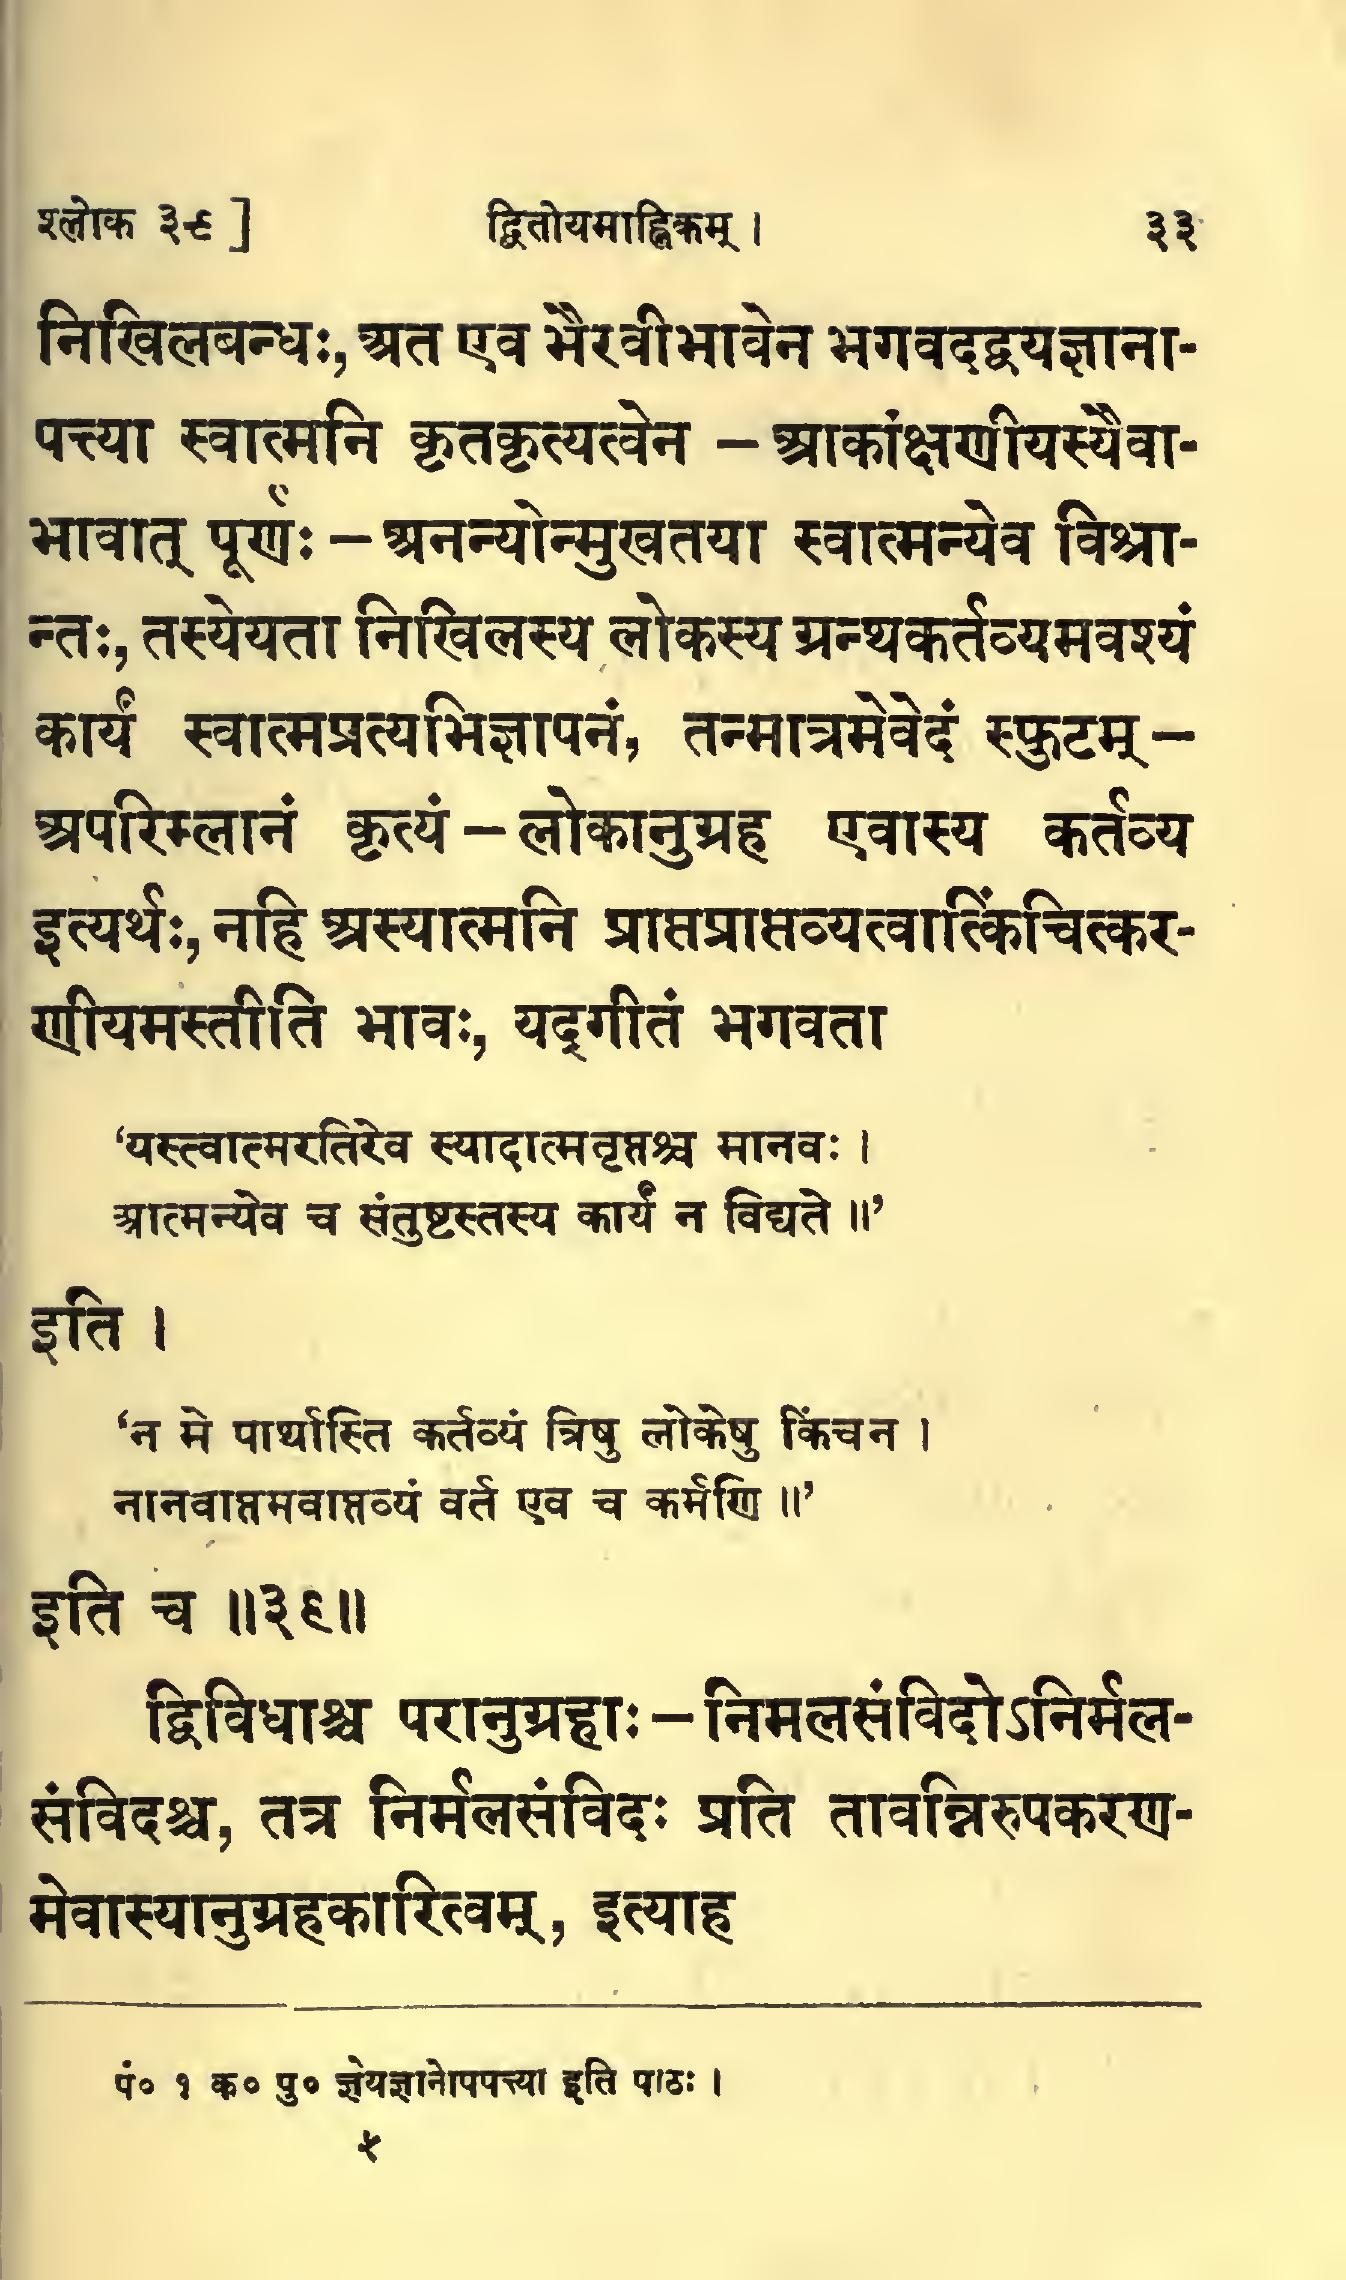 श्लोक ३९ ] द्वितीयमाह्निकम् । ३३
निखिलबन्धः, अत एव भैरवीभावेन भगवदद्वयज्ञाना-
पत्त्या स्वात्मनि कृतकृत्यत्वेन – आकांक्षणीयस्यैवा-
भावात् पूर्णः – अनन्योन्मुखतया स्वात्मन्येव विश्रा-
न्तः, तस्येयता निखिलस्य लोकस्य ग्रन्थकर्तव्यमवश्यं
कार्यं स्वात्मप्रत्यभिज्ञापनं, तन्मात्रमेवेदं स्फुटम् –
अपरिम्लानं कृत्यं – लोकानुग्रह एवास्य कर्तव्य
इत्यर्थः, नहि अस्यात्मनि प्राप्तप्राप्तव्यत्वात्किंचित्कर-
णीयमस्तीति भावः, यद्गीतं भगवता
‘यस्त्वात्मरतिरेव स्यादात्मतृप्तश्च मानवः ।
आत्मन्येव च संतुष्टस्तस्य कार्यं न विद्यते ॥’
इति ।
‘न मे पार्थास्ति कर्तव्यं त्रिषु लोकेषु किंचन ।
नानवाप्तमवाप्तव्यं वर्त एव च कर्मणि ॥’
इति च ॥३९॥
द्विविधाश्च परानुग्रहाः – निमलसंविदोऽनिर्मल-
संविदश्च, तत्र निर्मलसंविदः प्रति तावन्निरुपकरण-
मेवास्यानुग्रहकारित्वम्, इत्याह
पं० १ क० पु० ज्ञेयज्ञानोपपत्त्या इति पाठः ।
५